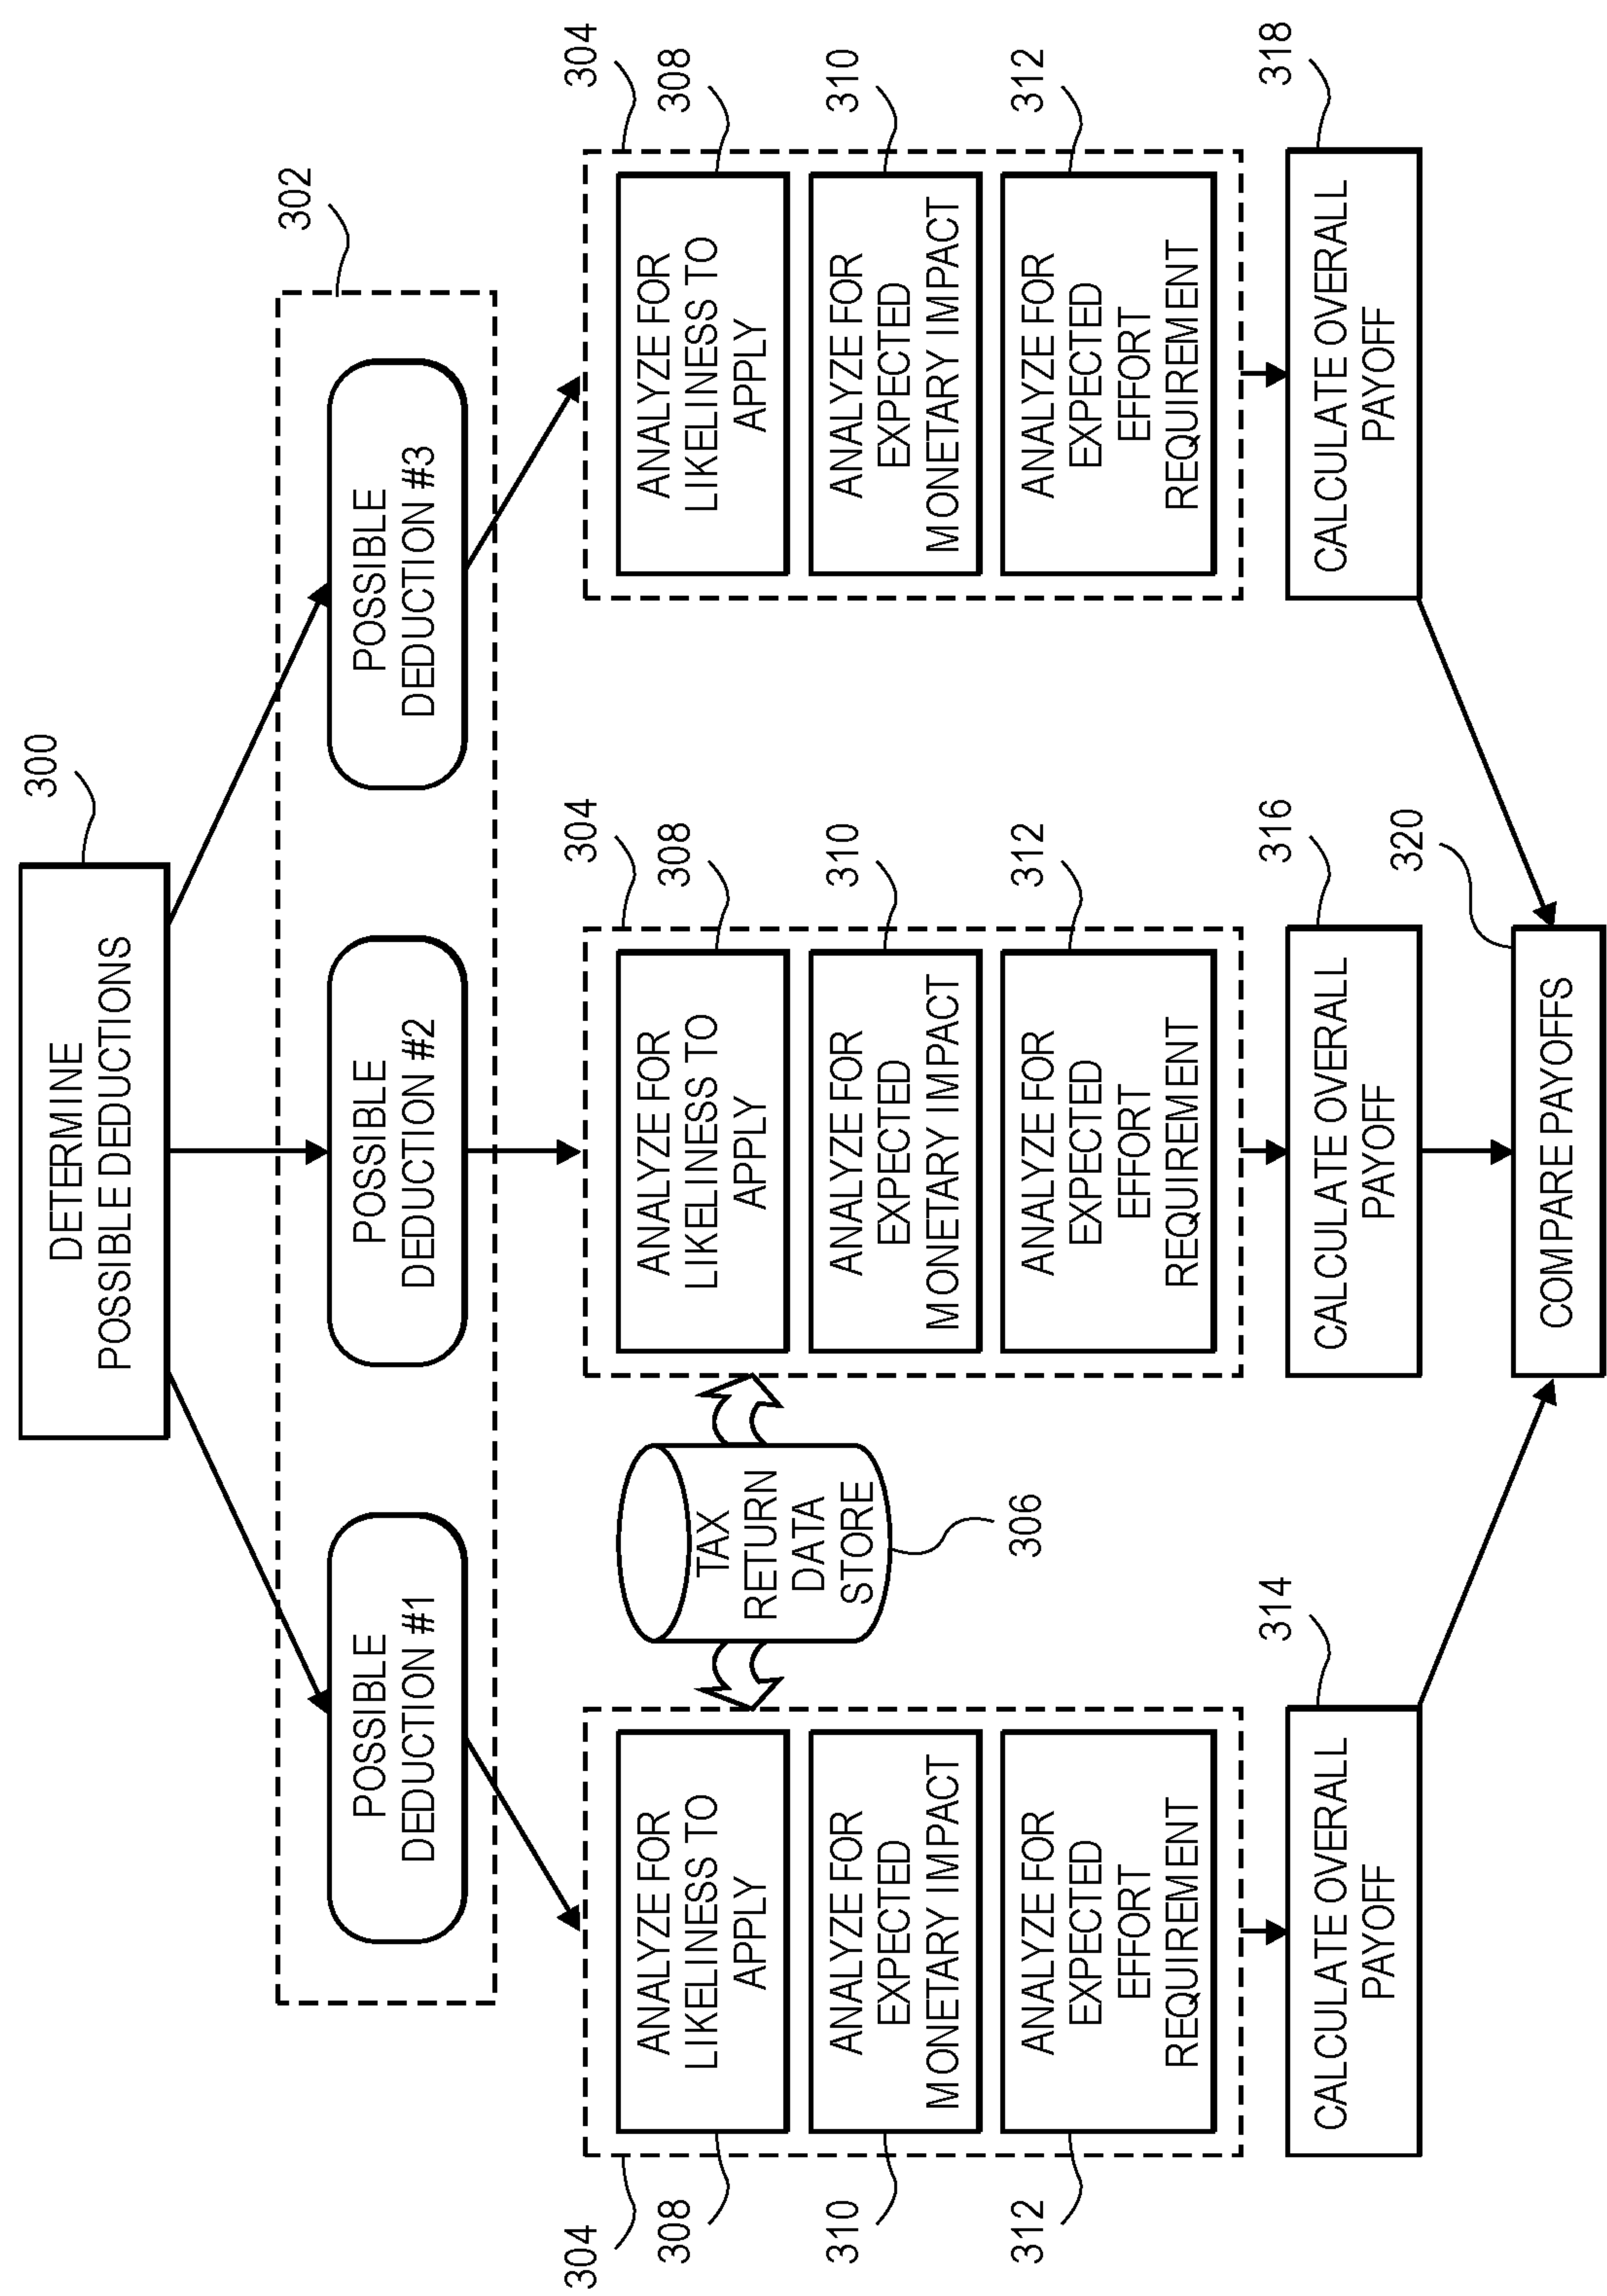 300
DETERMINE
POSSIBLE DEDUCTIONS
302
POSSIBLE
DEDUCTION #1
POSSIBLE
DEDUCTION #2
POSSIBLE
DEDUCTION #3
304
308
310
312
ANALYZE FOR
LIKELINESS TO
APPLY
ANALYZE FOR
EXPECTED
MONETARY IMPACT
ANALYZE FOR
EXPECTED
EFFORT
REQUIREMENT
TAX
RETURN
DATA
STORE
306
304
308
310
312
ANALYZE FOR
LIKELINESS TO
APPLY
ANALYZE FOR
EXPECTED
MONETARY IMPACT
ANALYZE FOR
EXPECTED
EFFORT
REQUIREMENT
304
308
310
312
ANALYZE FOR
LIKELINESS TO
APPLY
ANALYZE FOR
EXPECTED
MONETARY IMPACT
ANALYZE FOR
EXPECTED
EFFORT
REQUIREMENT
314
CALCULATE OVERALL
PAYOFF
316
CALCULATE OVERALL
PAYOFF
318
CALCULATE OVERALL
PAYOFF
320
COMPARE PAYOFFS